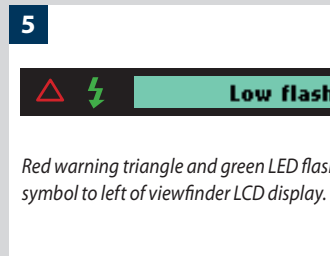 5
Low flash
Red warning triangle and green LED flash
symbol to left of viewfinder LCD display.